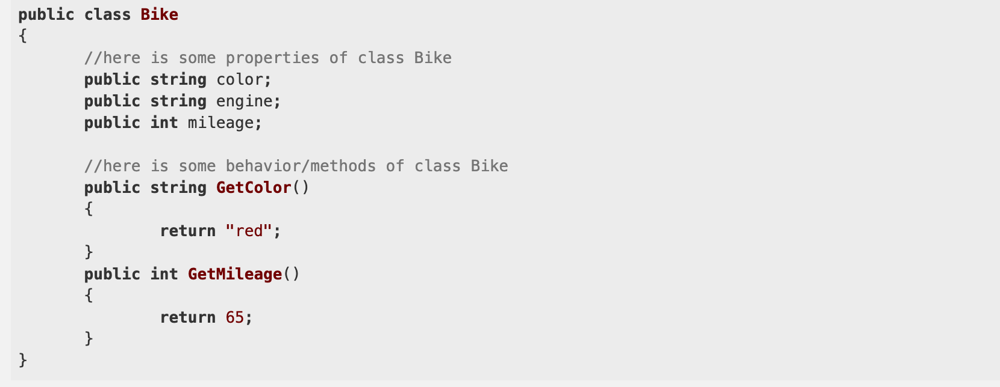 public class Bike
{
//here is some properties of class Bike
public string color;
public string engine;
public int mileage;
//here is some behavior/methods of class Bike
public string GetColor()
{
return "red";
}
public int GetMileage()
{
return 65;
}
}